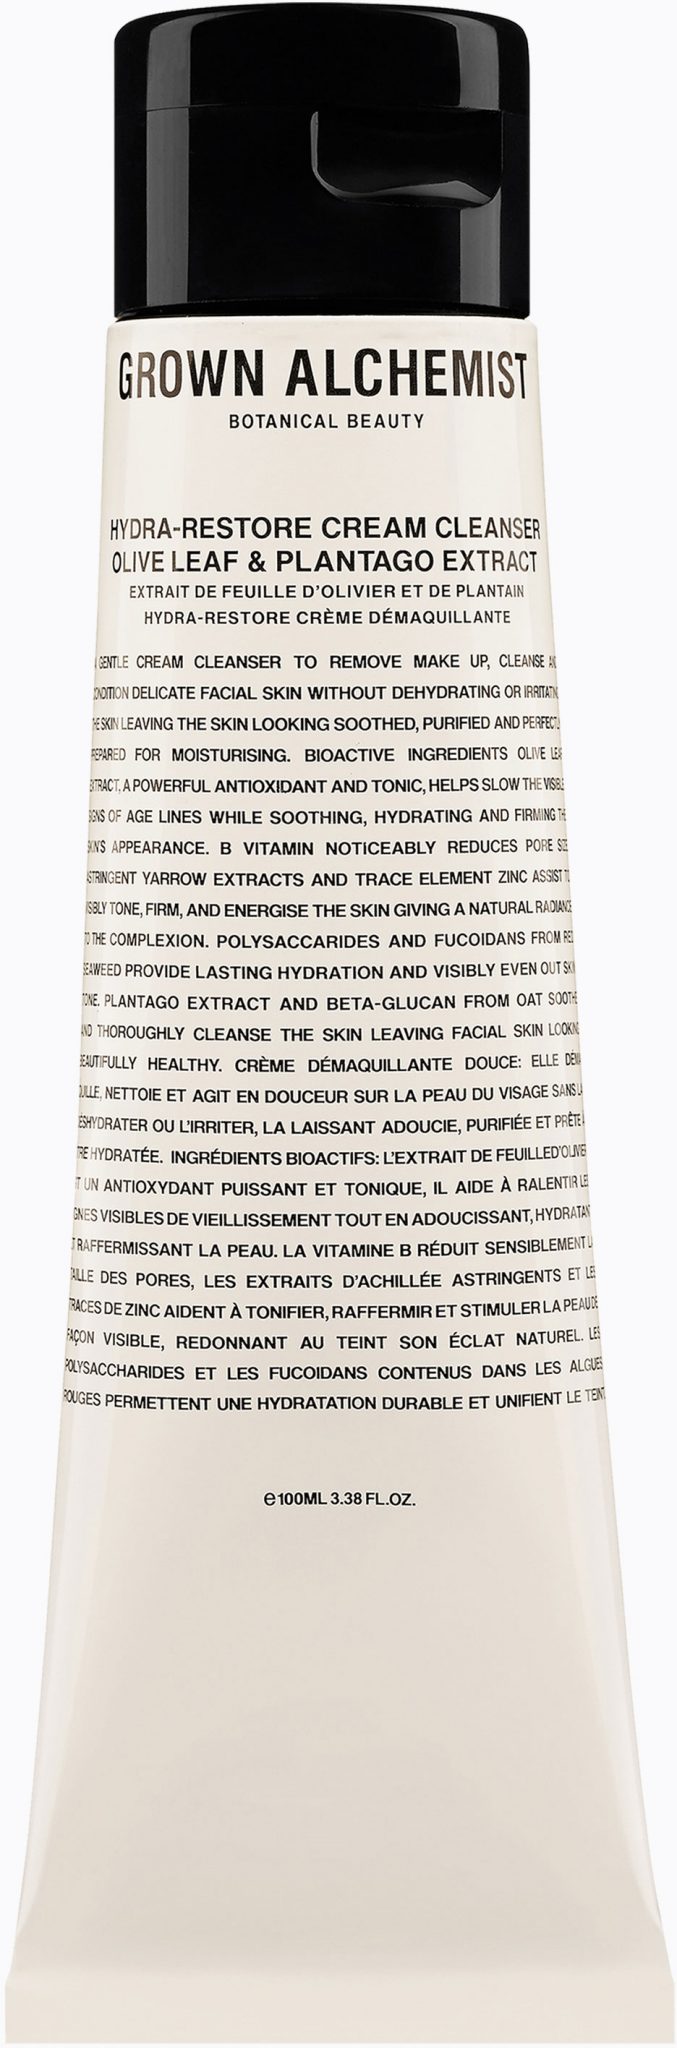 GROWN ALCHEMIST
BOTANICAL BEAUTY
HYDRA-RESTORE CREAM CLEANSER
OLIVE LEAF & PLANTAGO EXTRACT
EXTRAIT DE FEUILLE D'OLIVIER ET DE PLANTAIN
HYDRA-RESTORE CRÈME DÉMAQUILLANTE
A GENTLE CREAM CLEANSER TO REMOVE MAKE UP, CLEANSE AND
CONDITION DELICATE FACIAL SKIN WITHOUT DEHYDRATING OR IRRITATING
THE SKIN LEAVING THE SKIN LOOKING SOOTHED, PURIFIED AND PERFECTLY
PREPARED FOR MOISTURISING. BIOACTIVE INGREDIENTS OLIVE LEAF
EXTRACT, A POWERFUL ANTIOXIDANT AND TONIC, HELPS SLOW THE VISIBLE
SIGNS OF AGE LINES WHILE SOOTHING, HYDRATING AND FIRMING THE
SKIN'S APPEARANCE. B VITAMIN NOTICEABLY REDUCES PORE SIZE.
ASTRINGENT YARROW EXTRACTS AND TRACE ELEMENT ZINC ASSIST TO
VISIBLY TONE, FIRM, AND ENERGISE THE SKIN GIVING A NATURAL RADIANCE
TO THE COMPLEXION. POLYSACCARIDES AND FUCOIDANS FROM RED
SEAWEED PROVIDE LASTING HYDRATION AND VISIBLY EVEN OUT SKIN
TONE. PLANTAGO EXTRACT AND BETA-GLUCAN FROM OAT SOOTHE
AND THOROUGHLY CLEANSE THE SKIN LEAVING FACIAL SKIN LOOKING
BEAUTIFULLY HEALTHY. CRÈME DÉMAQUILLANTE DOUCE: ELLE DÉMA
QUILLE, NETTOIE ET AGIT EN DOUCEUR SUR LA PEAU DU VISAGE SANS LA
DÉSHYDRATER OU L'IRRITER, LA LAISSANT ADOUCIE, PURIFIÉE ET PRÊTE À
ÊTRE HYDRATÉE. INGRÉDIENTS BIOACTIFS: L'EXTRAIT DE FEUILLED'OLIVIER
ET UN ANTIOXYDANT PUISSANT ET TONIQUE, IL AIDE À RALENTIR LES
SIGNES VISIBLES DE VIEILLISSEMENT TOUT EN ADOUCISSANT, HYDRATANT
ET RAFFERMISSANT LA PEAU. LA VITAMINE B RÉDUIT SENSIBLEMENT LA
TAILLE DES PORES, LES EXTRAITS D'ACHILLÉE ASTRINGENTS ET LES
TRACES DE ZINC AIDENT À TONIFIER, RAFFERMIR ET STIMULER LA PEAU DE
FAÇON VISIBLE, REDONNANT AU TEINT SON ÉCLAT NATUREL. LES
POLYSACCHARIDES ET LES FUCOIDANS CONTENUS DANS LES ALGUES
ROUGES PERMETTENT UNE HYDRATATION DURABLE ET UNIFIENT LE TEINT.
℮100ML 3.38 FL.OZ.